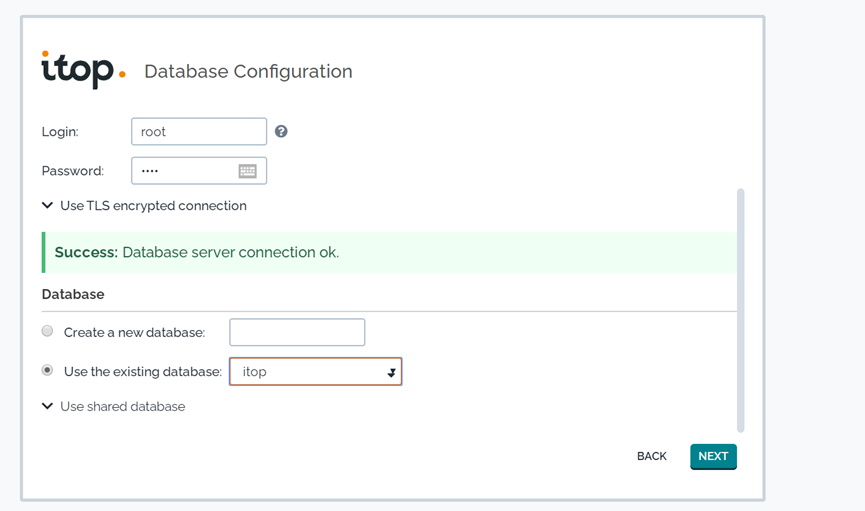 itop. Database Configuration
Login: root ?
Password: ••••
Use TLS encrypted connection
Success: Database server connection ok.
Database
Create a new database:
Use the existing database: itop
Use shared database
BACK NEXT